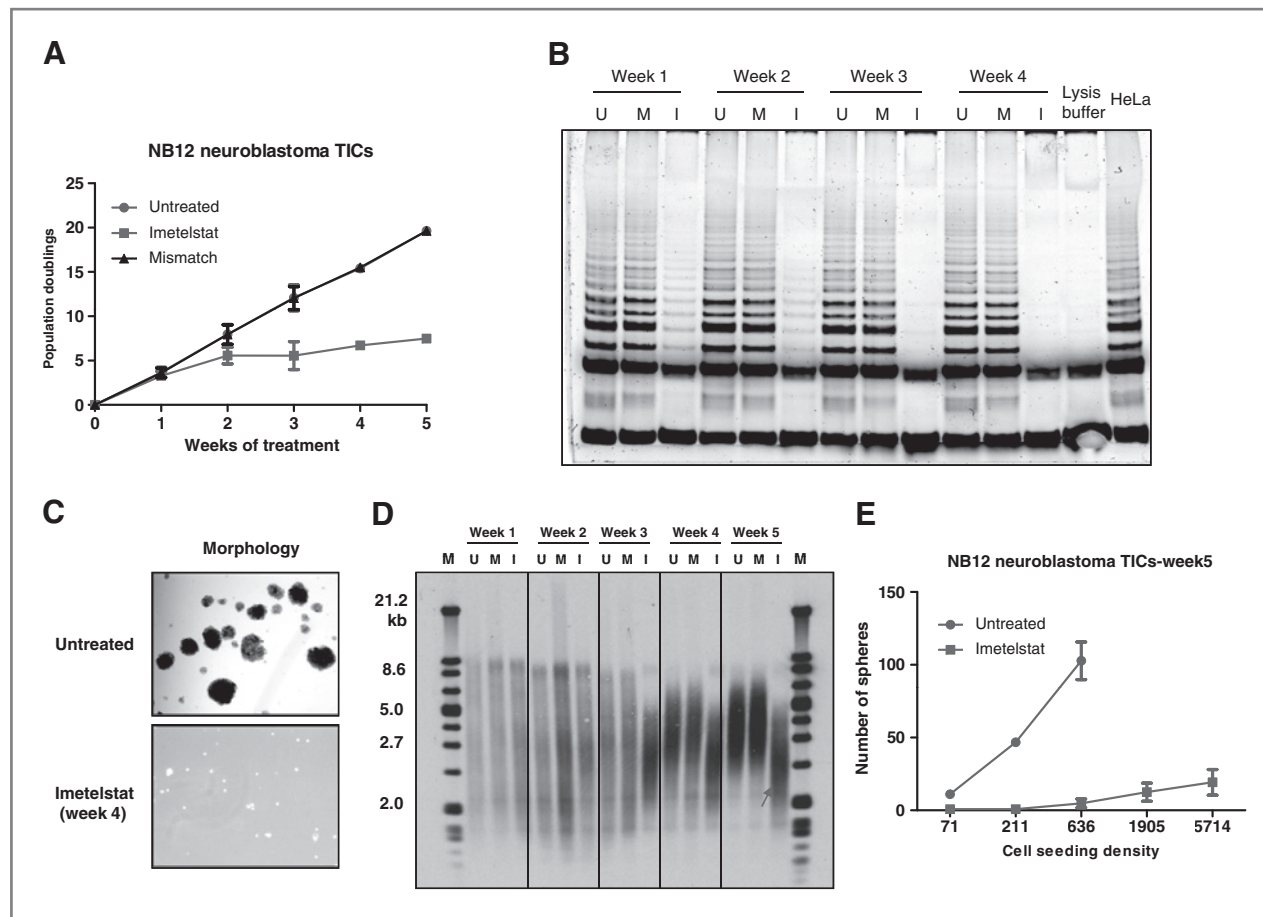 A
NB12 neuroblastoma TICs
25
20
15
10
5
0
Population doublings
Untreated
Imetelstat
Mismatch
0 1 2 3 4 5
Weeks of treatment
B
Week 1 Week 2 Week 3 Week 4
Lysis
buffer HeLa
U M I U M I U M I U M I
C
Morphology
Untreated
Imetelstat
(week 4)
D
Week 1 Week 2 Week 3 Week 4 Week 5
M U M I U M I U M I U M I U M I M
21.2
kb
8.6
5.0
2.7
2.0
E
NB12 neuroblastoma TICs-week5
150
100
50
0
Number of spheres
Untreated
Imetelstat
71 211 636 1905 5714
Cell seeding density